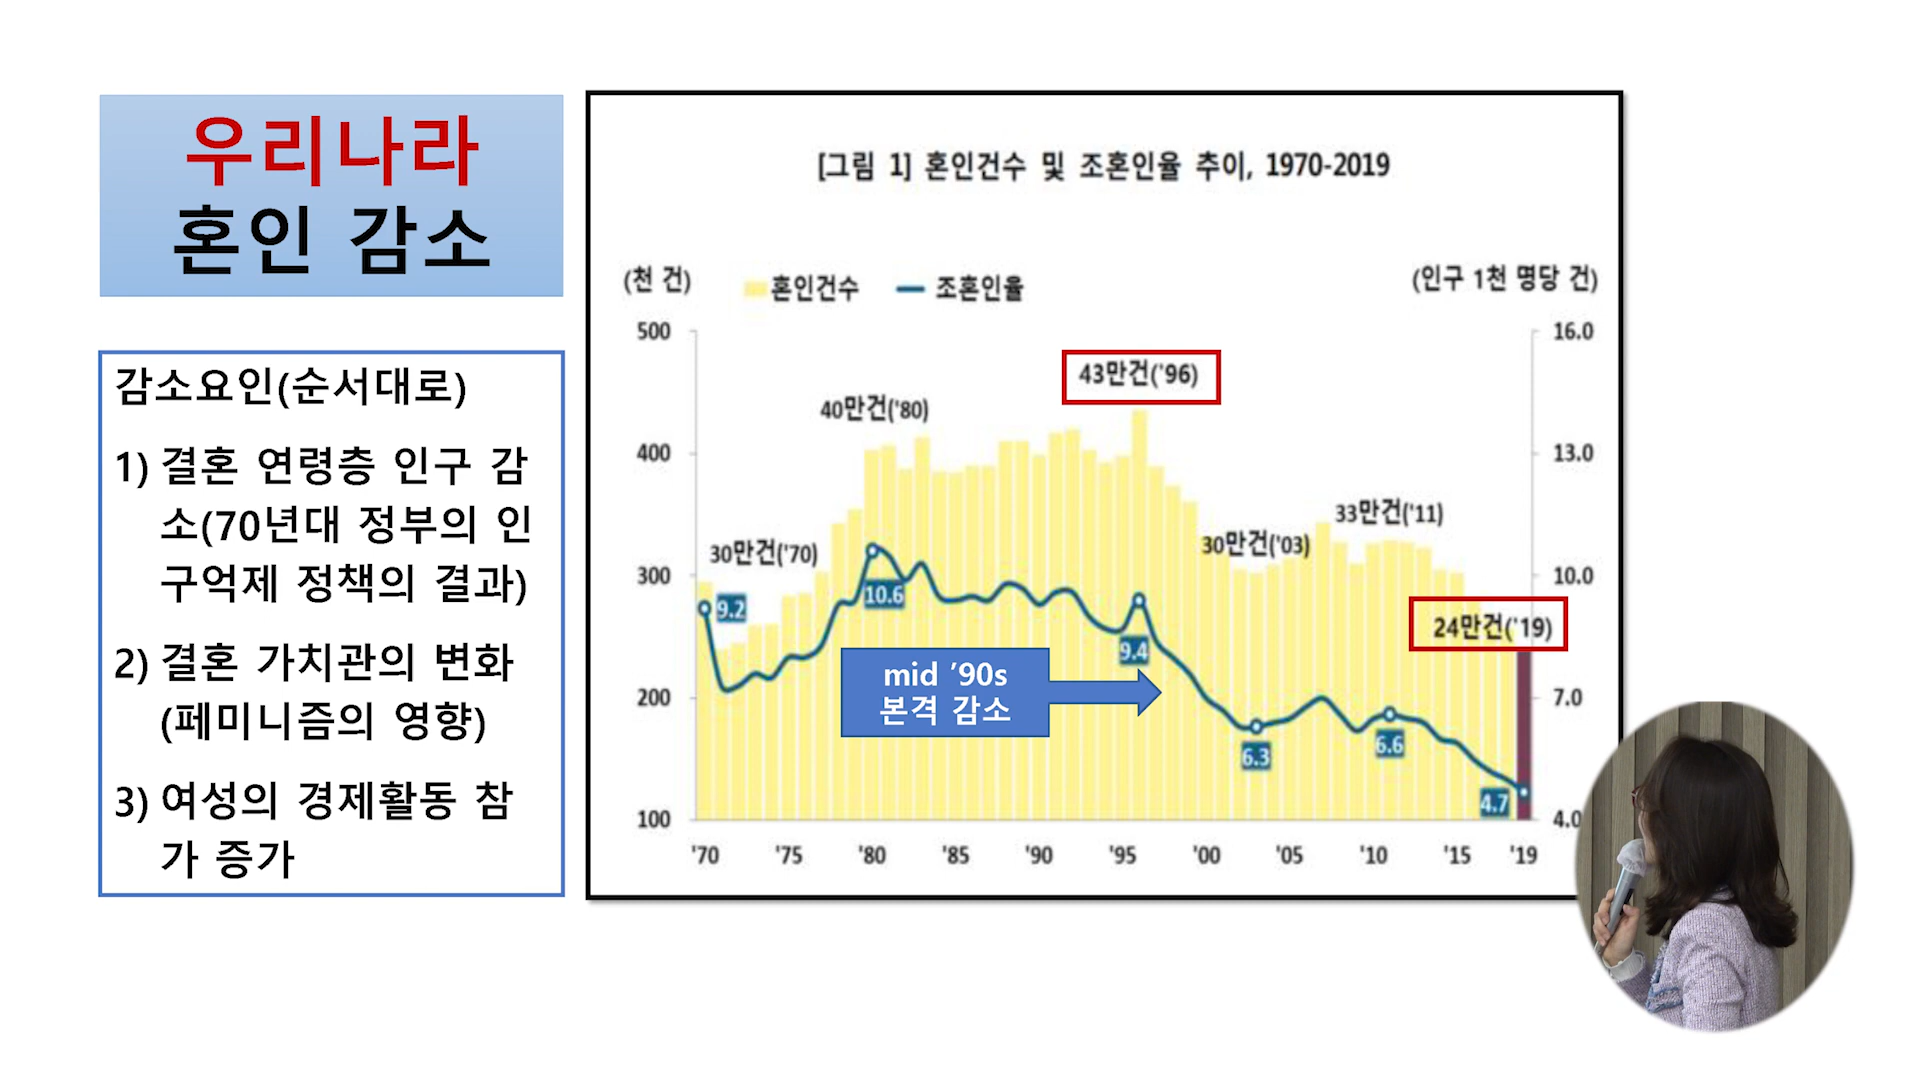 우리나라
혼인 감소
감소요인(순서대로)
1) 결혼 연령층 인구 감
소(70년대 정부의 인
구억제 정책의 결과)
2) 결혼 가치관의 변화
(페미니즘의 영향)
3) 여성의 경제활동 참
가 증가
[그림 1] 혼인건수 및 조혼인율 추이, 1970-2019
(천 건)
혼인건수
조혼인율
(인구 1천 명당 건)
500
400
300
200
100
16.0
13.0
10.0
7.0
4.0
43만건('96)
40만건('80)
33만건('11)
30만건('70)
30만건('03)
24만건('19)
9.2
10.6
9.4
6.3
6.6
4.7
mid ’90s
본격 감소
'70 '75 '80 '85 '90 '95 '00 '05 '10 '15 '19